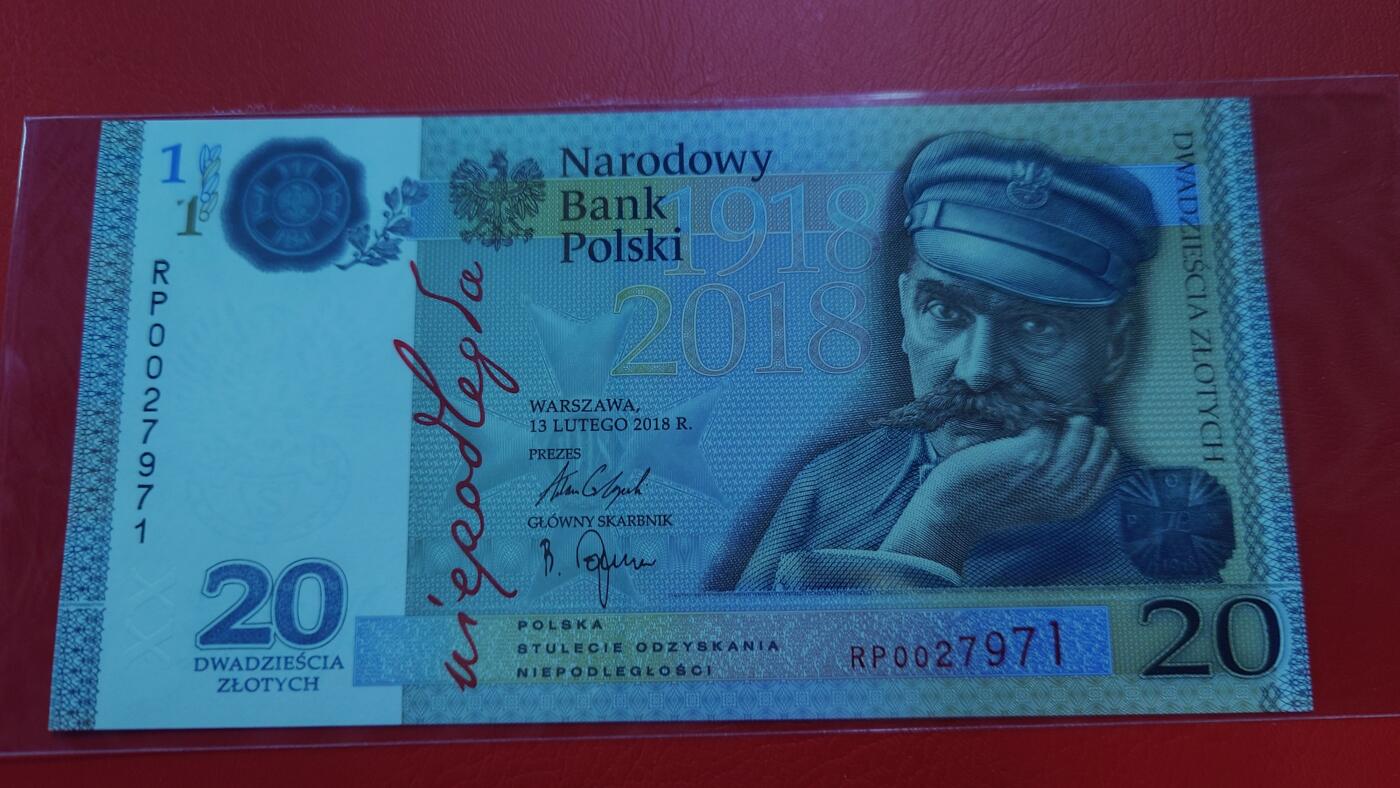 1
1
RP0027971
Narodowy
Bank
Polski
1918
2018
niepodległa
WARSZAWA,
13 LUTEGO 2018 R.
PREZES
GŁÓWNY SKARBNIK
20
DWADZIEŚCIA
ZŁOTYCH
POLSKA
STULECIE ODZYSKANIA
NIEPODLEGŁOŚCI
RP0027971
DWADZIEŚCIA ZŁOTYCH
20
XX